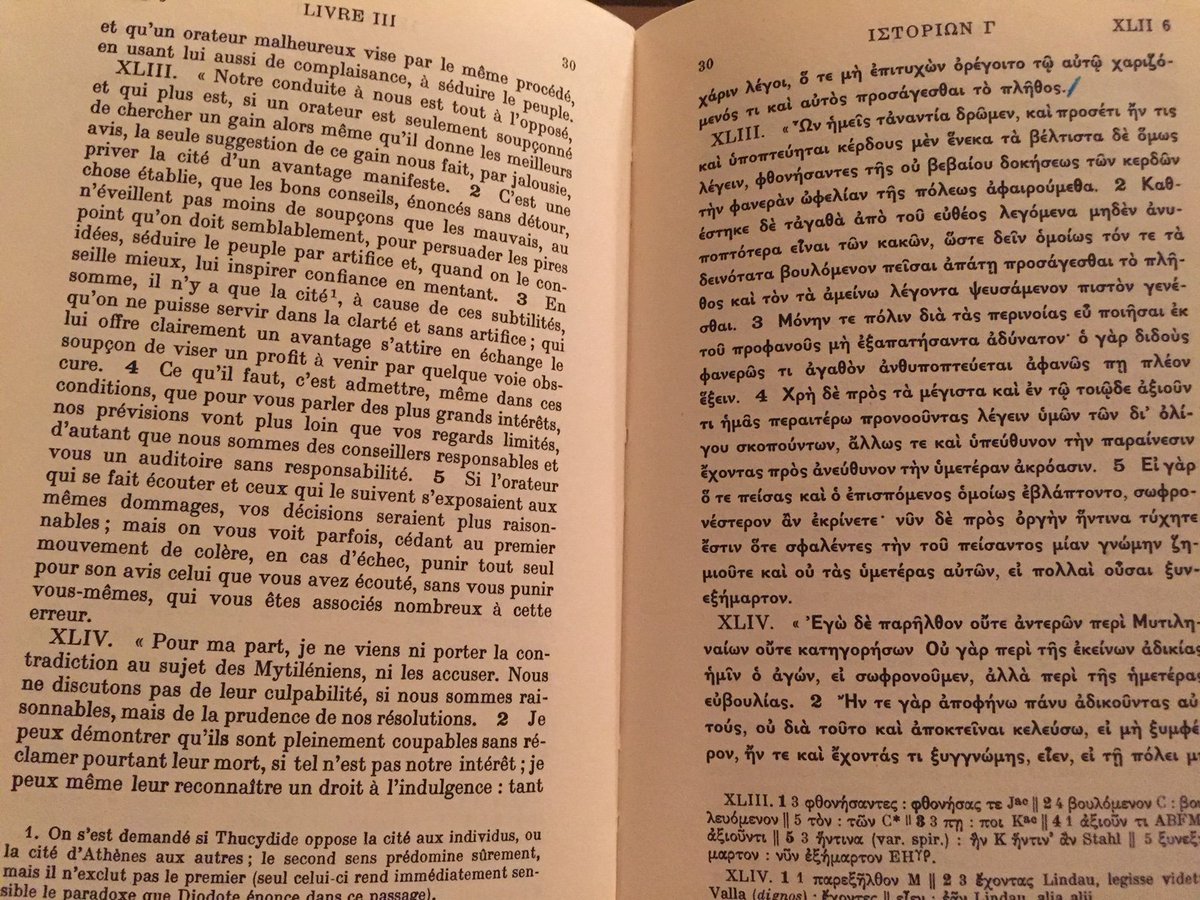 LIVRE III
30
et qu'un orateur malheureux vise par le même procédé,
en usant lui aussi de complaisance, à séduire le peuple.
XLIII. « Notre conduite à nous est tout à l'opposé,
et qui plus est, si un orateur est seulement soupçonné
de chercher un gain alors même qu'il donne les meilleurs
avis, la seule suggestion de ce gain nous fait, par jalousie,
priver la cité d'un avantage manifeste. 2 C'est une
chose établie, que les bons conseils, énoncés sans détour,
n'éveillent pas moins de soupçons que les mauvais, au
point qu'on doit semblablement, pour persuader les pires
idées, séduire le peuple par artifice et, quand on le con-
seille mieux, lui inspirer confiance en mentant. 3 En
somme, il n'y a que la cité¹, à cause de ces subtilités,
qu'on ne puisse servir dans la clarté et sans artifice ; qui
lui offre clairement un avantage s'attire en échange le
soupçon de viser un profit à venir par quelque voie obs-
cure. 4 Ce qu'il faut, c'est admettre, même dans ces
conditions, que pour vous parler des plus grands intérêts,
nos prévisions vont plus loin que vos regards limités,
d'autant que nous sommes des conseillers responsables et
vous un auditoire sans responsabilité. 5 Si l'orateur
qui se fait écouter et ceux qui le suivent s'exposaient aux
mêmes dommages, vos décisions seraient plus raison-
nables ; mais on vous voit parfois, cédant au premier
mouvement de colère, en cas d'échec, punir tout seul
pour son avis celui que vous avez écouté, sans vous punir
vous-mêmes, qui vous êtes associés nombreux à cette
erreur.
XLIV. « Pour ma part, je ne viens ni porter la con-
tradiction au sujet des Mytiléniens, ni les accuser. Nous
ne discutons pas de leur culpabilité, si nous sommes rai-
sonnables, mais de la prudence de nos résolutions. 2 Je
peux démontrer qu'ils sont pleinement coupables sans ré-
clamer pourtant leur mort, si tel n'est pas notre intérêt ; je
peux même leur reconnaître un droit à l'indulgence : tant
1. On s'est demandé si Thucydide oppose la cité aux individus, ou
la cité d'Athènes aux autres ; le second sens prédomine sûrement,
mais il n'exclut pas le premier (seul celui-ci rend immédiatement sen-
sible le paradoxe que Diodote énonce dans ce passage).
ΙΣΤΟΡΙΩΝ Γ
XLII 6
30
χάριν λέγοι, ὅ τε μὴ ἐπιτυχὼν ὀρέγοιτο τῷ αὐτῷ χαριζό-
μενός τι καὶ αὐτὸς προσάγεσθαι τὸ πλῆθος.
XLIII. « Ὧν ἡμεῖς τἀναντία δρῶμεν, καὶ προσέτι ἤν τις
καὶ ὑποπτεύηται κέρδους μὲν ἕνεκα τὰ βέλτιστα δὲ ὅμως
λέγειν, φθονήσαντες τῆς οὐ βεβαίου δοκήσεως τῶν κερδῶν
τὴν φανερὰν ὠφελίαν τῆς πόλεως ἀφαιρούμεθα. 2 Καθ-
έστηκε δὲ τἀγαθὰ ἀπὸ τοῦ εὐθέος λεγόμενα μηδὲν ἀνυ-
ποπτότερα εἶναι τῶν κακῶν, ὥστε δεῖν ὁμοίως τόν τε τὰ
δεινότατα βουλόμενον πεῖσαι ἀπάτῃ προσάγεσθαι τὸ πλῆ-
θος καὶ τὸν τὰ ἀμείνω λέγοντα ψευσάμενον πιστὸν γενέ-
σθαι. 3 Μόνην τε πόλιν διὰ τὰς περινοίας εὖ ποιῆσαι ἐκ
τοῦ προφανοῦς μὴ ἐξαπατήσαντα ἀδύνατον· ὁ γὰρ διδοὺς
φανερῶς τι ἀγαθὸν ἀνθυποπτεύεται ἀφανῶς πῃ πλέον
ἕξειν. 4 Χρὴ δὲ πρὸς τὰ μέγιστα καὶ ἐν τῷ τοιῷδε ἀξιοῦν
τι ἡμᾶς περαιτέρω προνοοῦντας λέγειν ὑμῶν τῶν δι' ὀλί-
γου σκοπούντων, ἄλλως τε καὶ ὑπεύθυνον τὴν παραίνεσιν
ἔχοντας πρὸς ἀνεύθυνον τὴν ὑμετέραν ἀκρόασιν. 5 Εἰ γὰρ
ὅ τε πείσας καὶ ὁ ἐπισπόμενος ὁμοίως ἐβλάπτοντο, σωφρο-
νέστερον ἂν ἐκρίνετε· νῦν δὲ πρὸς ὀργὴν ἥντινα τύχητε
ἔστιν ὅτε σφαλέντες τὴν τοῦ πείσαντος μίαν γνώμην ζη-
μιοῦτε καὶ οὐ τὰς ὑμετέρας αὐτῶν, εἰ πολλαὶ οὖσαι ξυν-
εξήμαρτον.
XLIV. « Ἐγὼ δὲ παρῆλθον οὔτε ἀντερῶν περὶ Μυτιλη-
ναίων οὔτε κατηγορήσων Οὐ γὰρ περὶ τῆς ἐκείνων ἀδικίας
ἡμῖν ὁ ἀγών, εἰ σωφρονοῦμεν, ἀλλὰ περὶ τῆς ἡμετέρας
εὐβουλίας. 2 Ἤν τε γὰρ ἀποφήνω πάνυ ἀδικοῦντας αὐ
τούς, οὐ διὰ τοῦτο καὶ ἀποκτεῖναι κελεύσω, εἰ μὴ ξυμφέ
ρον, ἤν τε καὶ ἔχοντάς τι ξυγγνώμης, εἶεν, εἰ τῇ πόλει μ
XLIII. 1 3 φθονήσαντες : φθονήσας τε Jᵃᶜ || 2 4 βουλόμενον C : βου
λευόμενον || 5 τὸν : τῶν C* || 3 3 πῃ : ποι Kᵃᶜ || 4 1 ἀξιοῦν τι ABFM
ἀξιοῦντι || 5 3 ἥντινα (var. spir.) : ἣν K ἥντιν' ἂν Stahl || 5 ξυνεξή
μαρτον : νῦν ἐξήμαρτον EHᵞᵖ.
XLIV. 1 1 παρεξῆλθον M || 2 3 ἔχοντας Lindau, legisse videt
Valla (dignos) : ἔχοντες || εἶεν : ἐᾶν Lindau, alia alii.